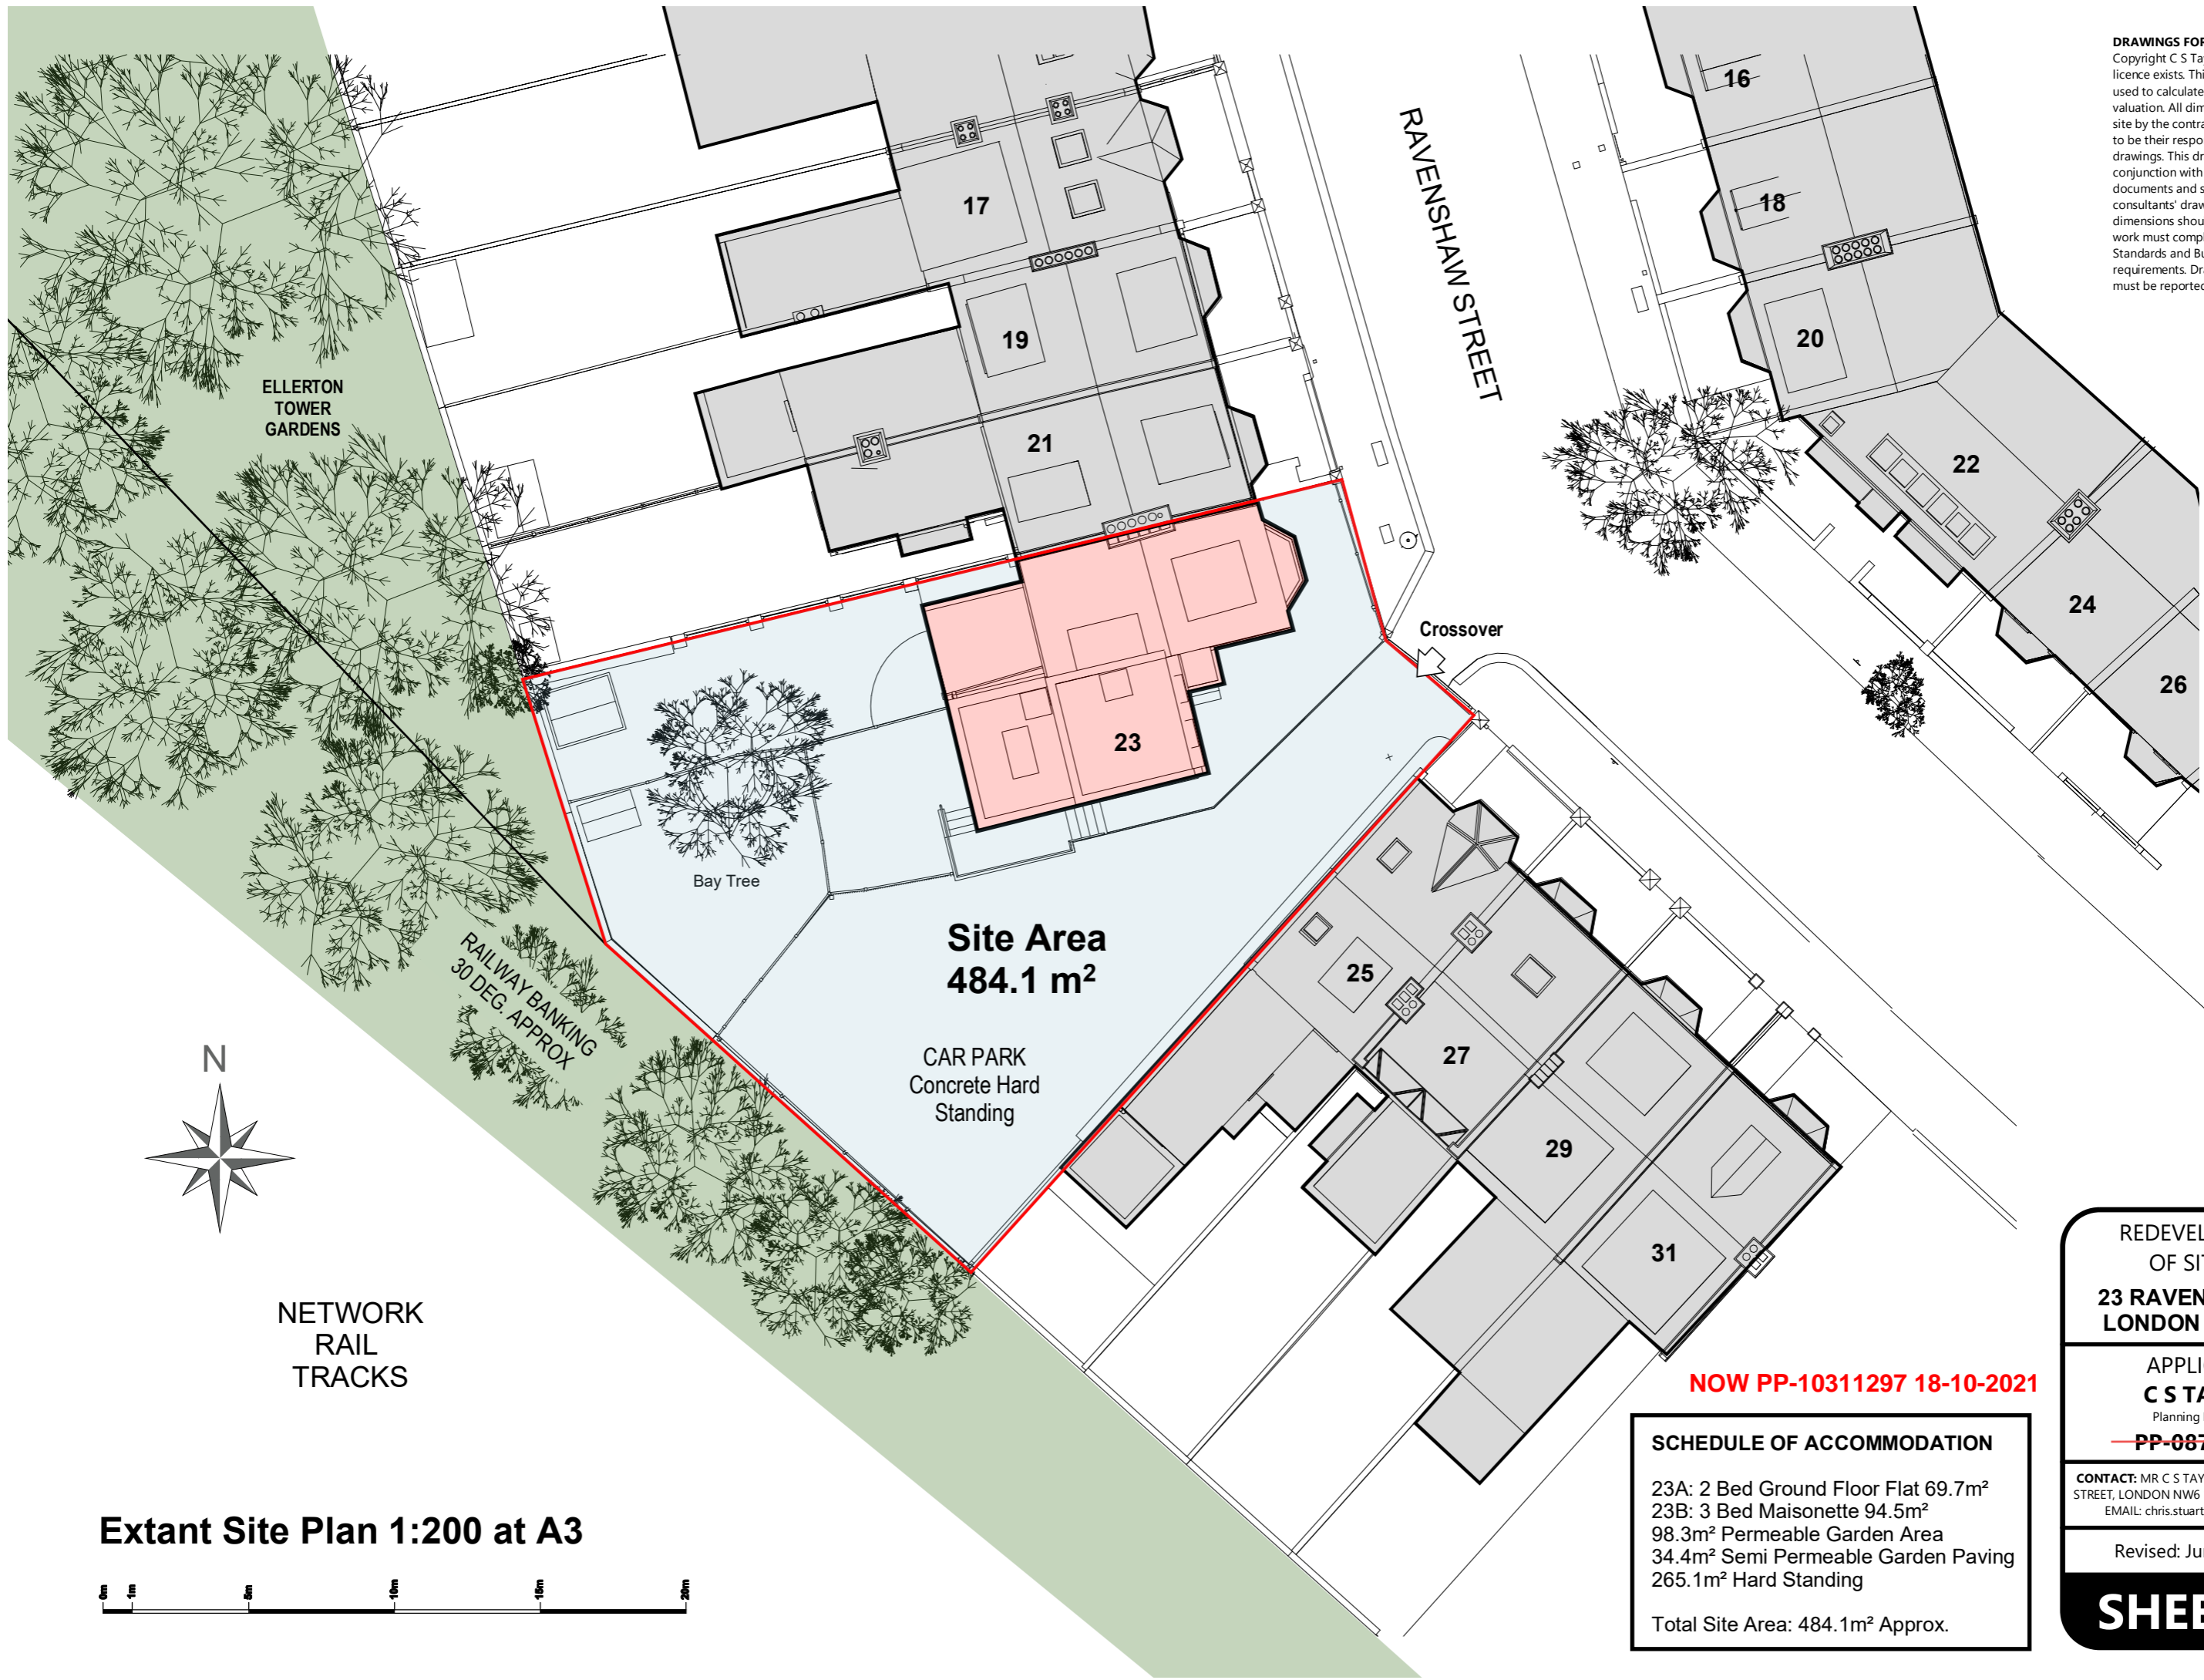 DRAWINGS FOR
Copyright C S Ta
licence exists. Thi
used to calculate
valuation. All dim
site by the contra
to be their respo
drawings. This dr
conjunction with
documents and s
consultants' draw
dimensions shou
work must compl
Standards and Bu
requirements. Dra
must be reported
RAVENSHAW STREET
16
17
18
19
20
21
22
24
26
ELLERTON
TOWER
GARDENS
Crossover
23
Bay Tree
Site Area
484.1 m²
CAR PARK
Concrete Hard
Standing
RAILWAY BANKING
30 DEG. APPROX
25
27
29
31
N
NETWORK
RAIL
TRACKS
Extant Site Plan 1:200 at A3
0m 1m 5m 10m 15m 20m
NOW PP-10311297 18-10-2021
SCHEDULE OF ACCOMMODATION
23A: 2 Bed Ground Floor Flat 69.7m²
23B: 3 Bed Maisonette 94.5m²
98.3m² Permeable Garden Area
34.4m² Semi Permeable Garden Paving
265.1m² Hard Standing
Total Site Area: 484.1m² Approx.
REDEVEL
OF SIT
23 RAVEN
LONDON
APPLI
C S TA
Planning
PP-087
CONTACT: MR C S TAY
STREET, LONDON NW6
EMAIL: chris.stuart
Revised: Ju
SHEE